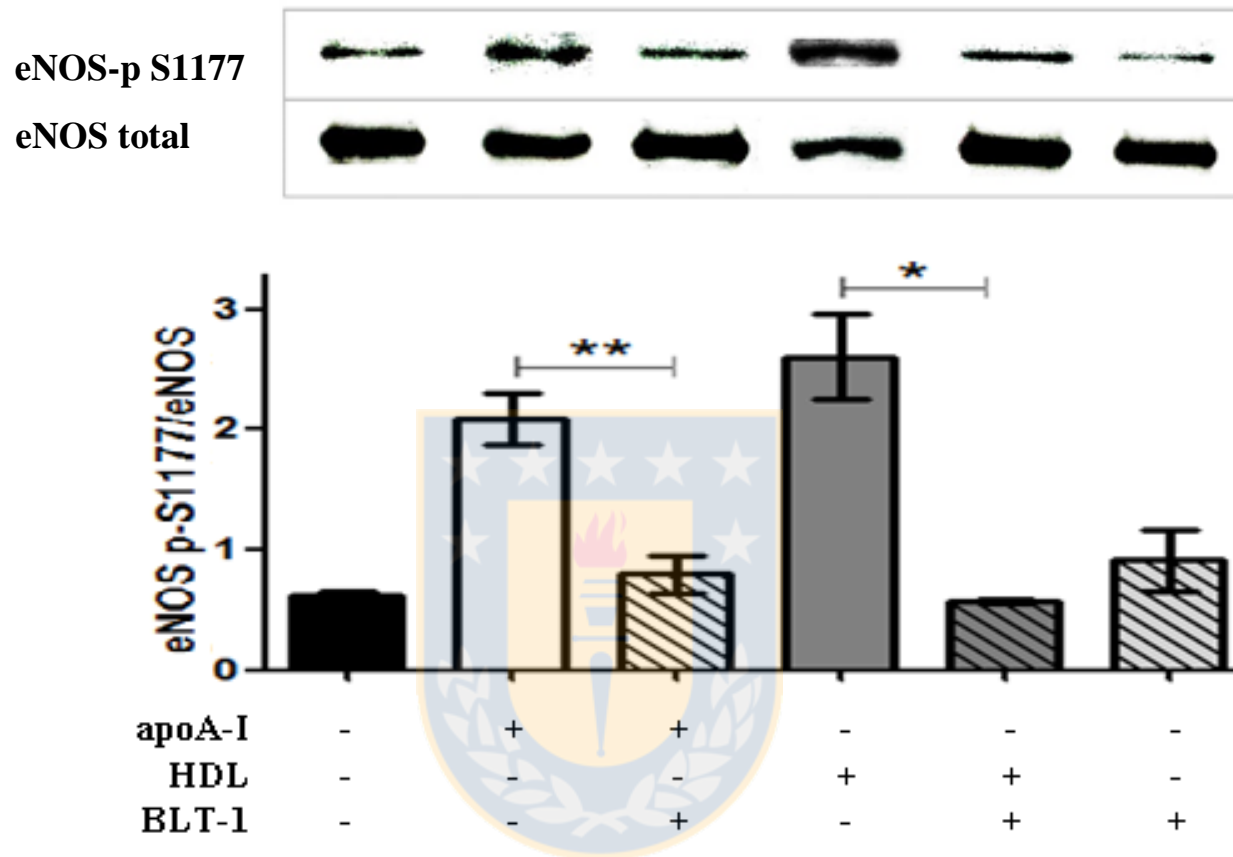 eNOS-p S1177
eNOS total
*
**
eNOS p-S1177/eNOS
3
2
1
0
apoA-I - + + - - -
HDL - - - + + -
BLT-1 - - + - + +